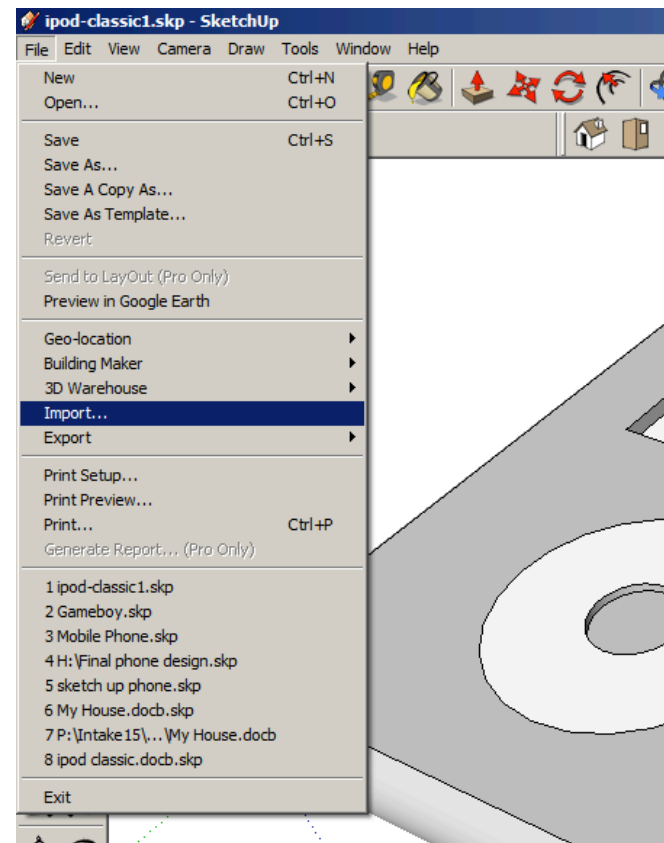 ipod-classic1.skp - SketchUp
File Edit View Camera Draw Tools Window Help
New Ctrl+N
Open... Ctrl+O
Save Ctrl+S
Save As...
Save A Copy As...
Save As Template...
Revert
Send to LayOut (Pro Only)
Preview in Google Earth
Geo-location
Building Maker
3D Warehouse
Import...
Export
Print Setup...
Print Preview...
Print... Ctrl+P
Generate Report... (Pro Only)
1 ipod-classic1.skp
2 Gameboy.skp
3 Mobile Phone.skp
4 H:\Final phone design.skp
5 sketch up phone.skp
6 My House.docb.skp
7 P:\Intake15\...\My House.docb
8 ipod classic.docb.skp
Exit